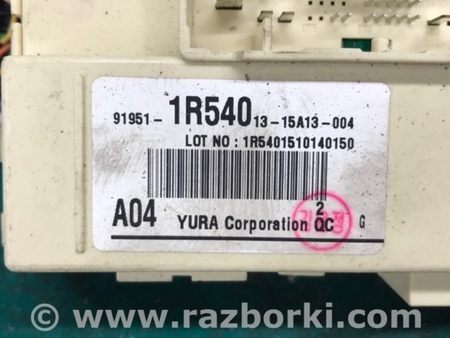 91951- 1R540 13-15A13-004
LOT NO : 1R5401510140150
A04 YURA Corporation QC G
2
www.razborki.com